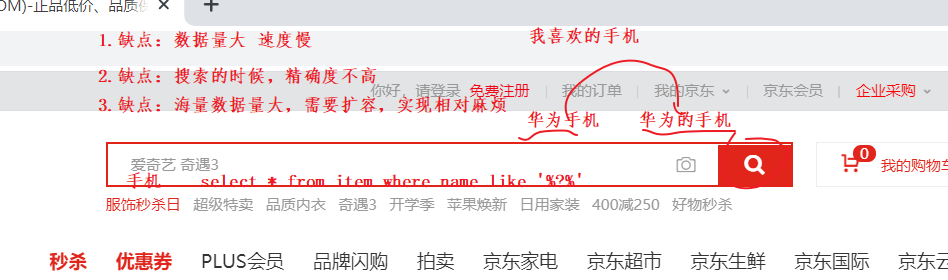 OM)-正品低价、品质
1.缺点：数据量大 速度慢
我喜欢的手机
2.缺点：搜索的时候，精确度不高
你好，请登录 免费注册 我的订单 我的京东 京东会员 企业采购
3.缺点：海量数据量大，需要扩容，实现相对麻烦
华为手机 华为的手机
爱奇艺 奇遇3
0
我的购物车
手机 select * from item where name like '%?%'
服饰秒杀日 超级特卖 品质内衣 奇遇3 开学季 苹果焕新 日用家装 400减250 好物秒杀
秒杀 优惠券 PLUS会员 品牌闪购 拍卖 京东家电 京东超市 京东生鲜 京东国际 京东云